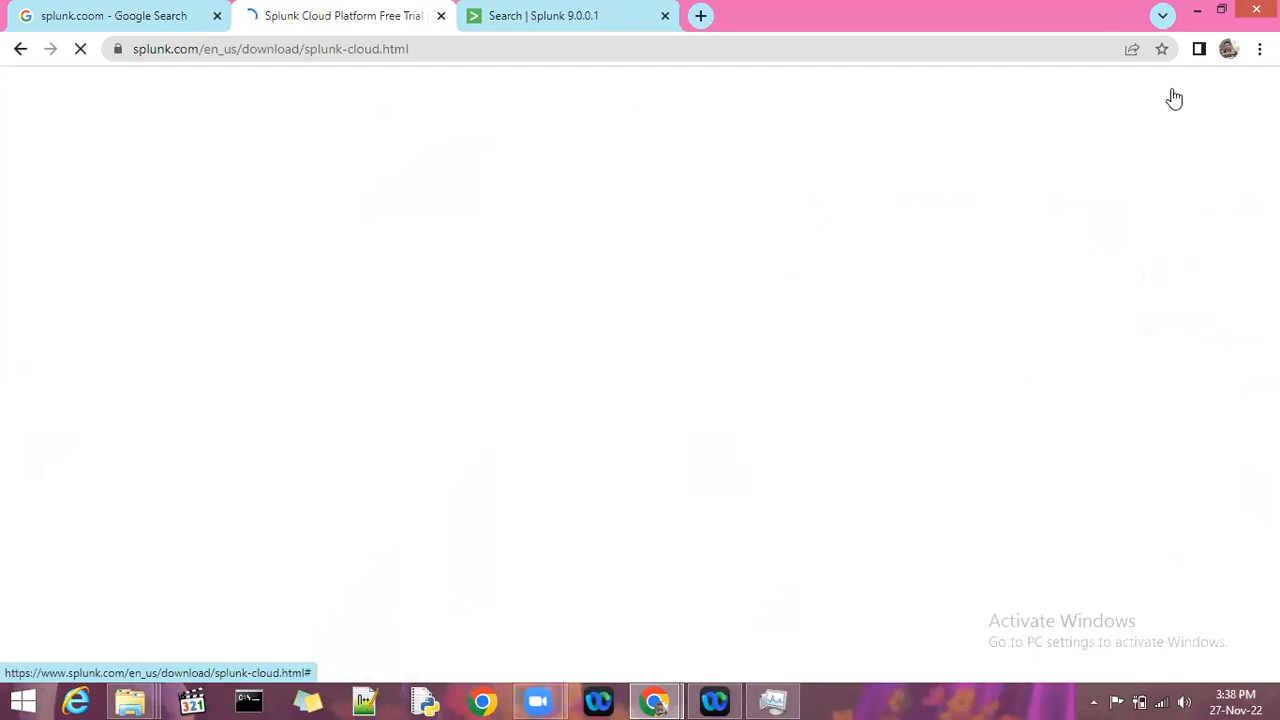 splunk.coom - Google Search
Splunk Cloud Platform Free Trial
Search | Splunk 9.0.0.1
splunk.com/en_us/download/splunk-cloud.html
Activate Windows
Go to PC settings to activate Windows.
https://www.splunk.com/en_us/download/splunk-cloud.html#
321
3:38 PM
27-Nov-22